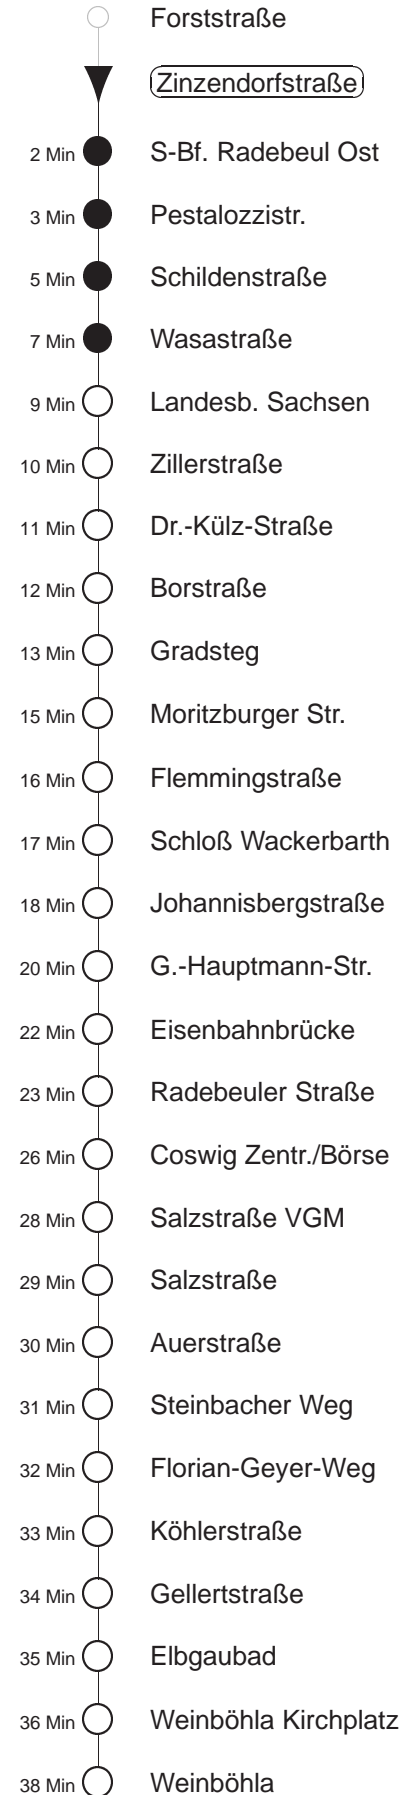 Forststraße
Zinzendorfstraße
2 Min S-Bf. Radebeul Ost
3 Min Pestalozzistr.
5 Min Schildenstraße
7 Min Wasastraße
9 Min Landesb. Sachsen
10 Min Zillerstraße
11 Min Dr.-Külz-Straße
12 Min Borstraße
13 Min Gradsteg
15 Min Moritzburger Str.
16 Min Flemmingstraße
17 Min Schloß Wackerbarth
18 Min Johannisbergstraße
20 Min G.-Hauptmann-Str.
22 Min Eisenbahnbrücke
23 Min Radebeuler Straße
26 Min Coswig Zentr./Börse
28 Min Salzstraße VGM
29 Min Salzstraße
30 Min Auerstraße
31 Min Steinbacher Weg
32 Min Florian-Geyer-Weg
33 Min Köhlerstraße
34 Min Gellertstraße
35 Min Elbgaubad
36 Min Weinböhla Kirchplatz
38 Min Weinböhla